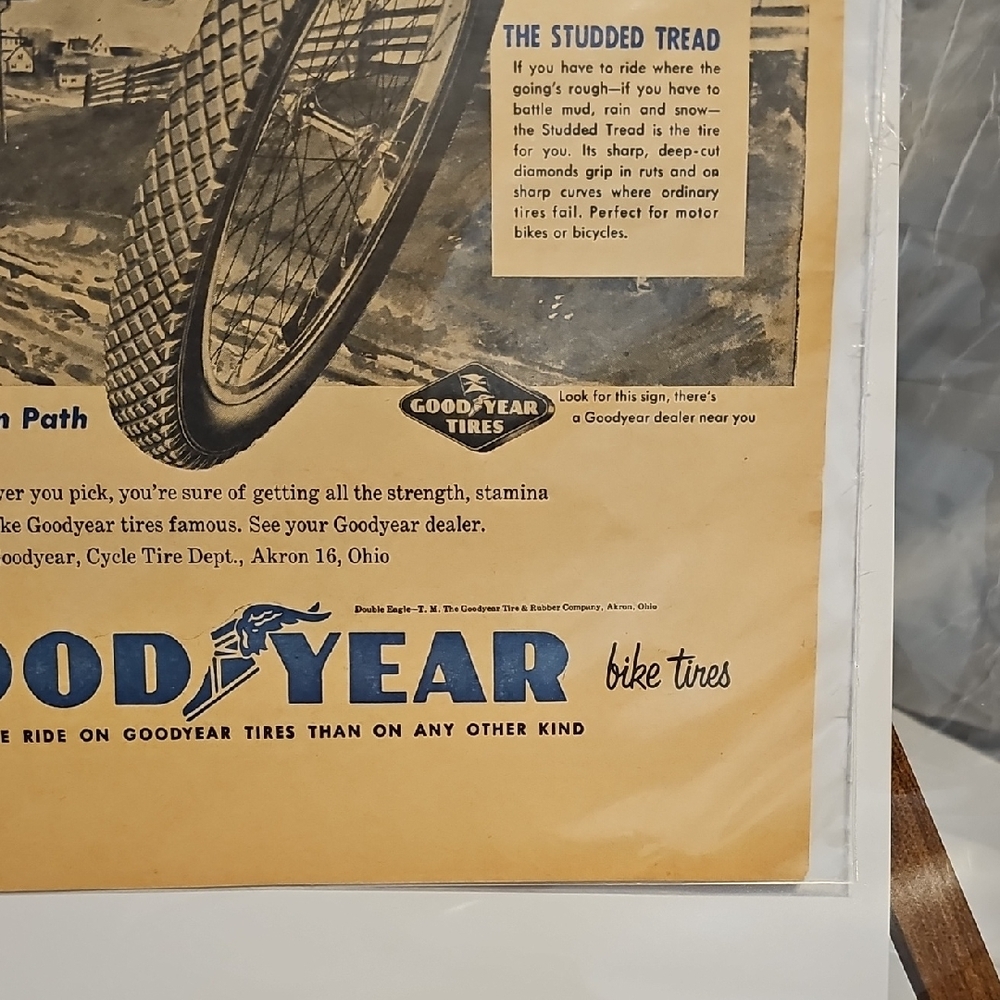 THE STUDDED TREAD
If you have to ride where the
going's rough—if you have to
battle mud, rain and snow—
the Studded Tread is the tire
for you. Its sharp, deep-cut
diamonds grip in ruts and on
sharp curves where ordinary
tires fail. Perfect for motor
bikes or bicycles.
GOODYEAR
TIRES
Look for this sign, there's
a Goodyear dealer near you
n Path
ver you pick, you're sure of getting all the strength, stamina
ke Goodyear tires famous. See your Goodyear dealer.
oodyear, Cycle Tire Dept., Akron 16, Ohio
Double Eagle—T. M. The Goodyear Tire & Rubber Company, Akron, Ohio
OODYEAR bike tires
E RIDE ON GOODYEAR TIRES THAN ON ANY OTHER KIND